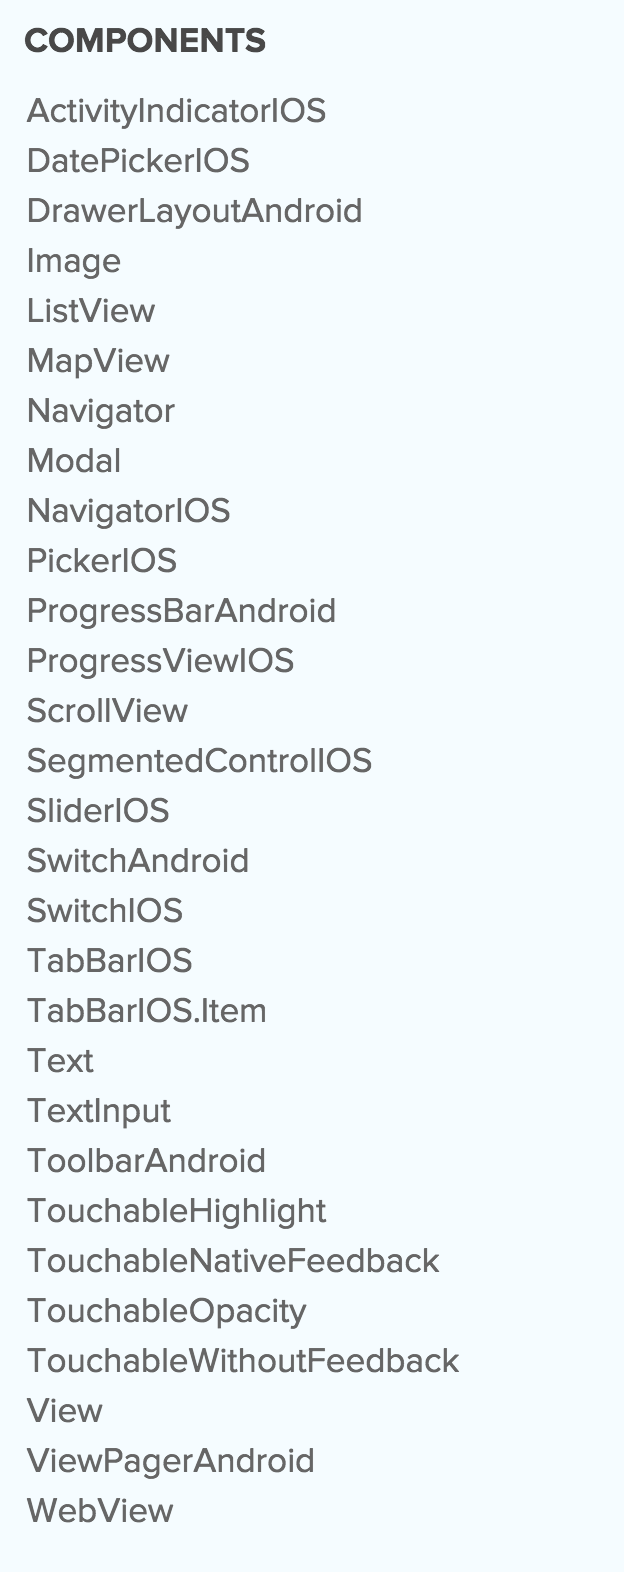 COMPONENTS
ActivityIndicatorIOS
DatePickerIOS
DrawerLayoutAndroid
Image
ListView
MapView
Navigator
Modal
NavigatorIOS
PickerIOS
ProgressBarAndroid
ProgressViewIOS
ScrollView
SegmentedControlIOS
SliderIOS
SwitchAndroid
SwitchIOS
TabBarIOS
TabBarIOS.Item
Text
TextInput
ToolbarAndroid
TouchableHighlight
TouchableNativeFeedback
TouchableOpacity
TouchableWithoutFeedback
View
ViewPagerAndroid
WebView